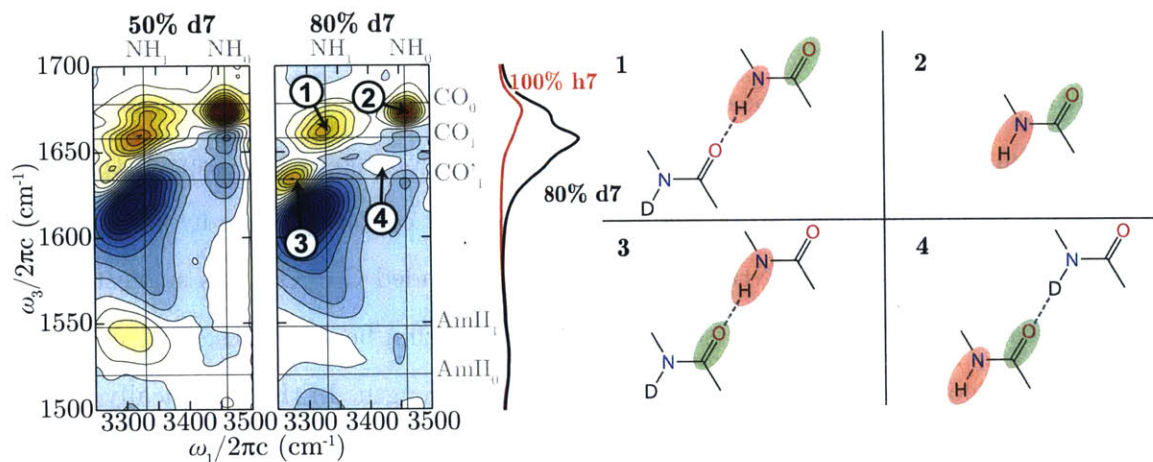 50% d7
80% d7
NH₁ NH₀
NH₁ NH₀
1700
1650
1600
1550
1500
ω₃/2πc (cm⁻¹)
3300 3400 3500
3300 3400 3500
ω₁/2πc (cm⁻¹)
1
2
3
4
CO₀
CO₁
CO'₁
AmII₁
AmII₀
100% h7
80% d7
1
O
N
H
O
N
D
2
O
N
H
3
O
N
H
O
N
D
4
O
N
D
O
N
H